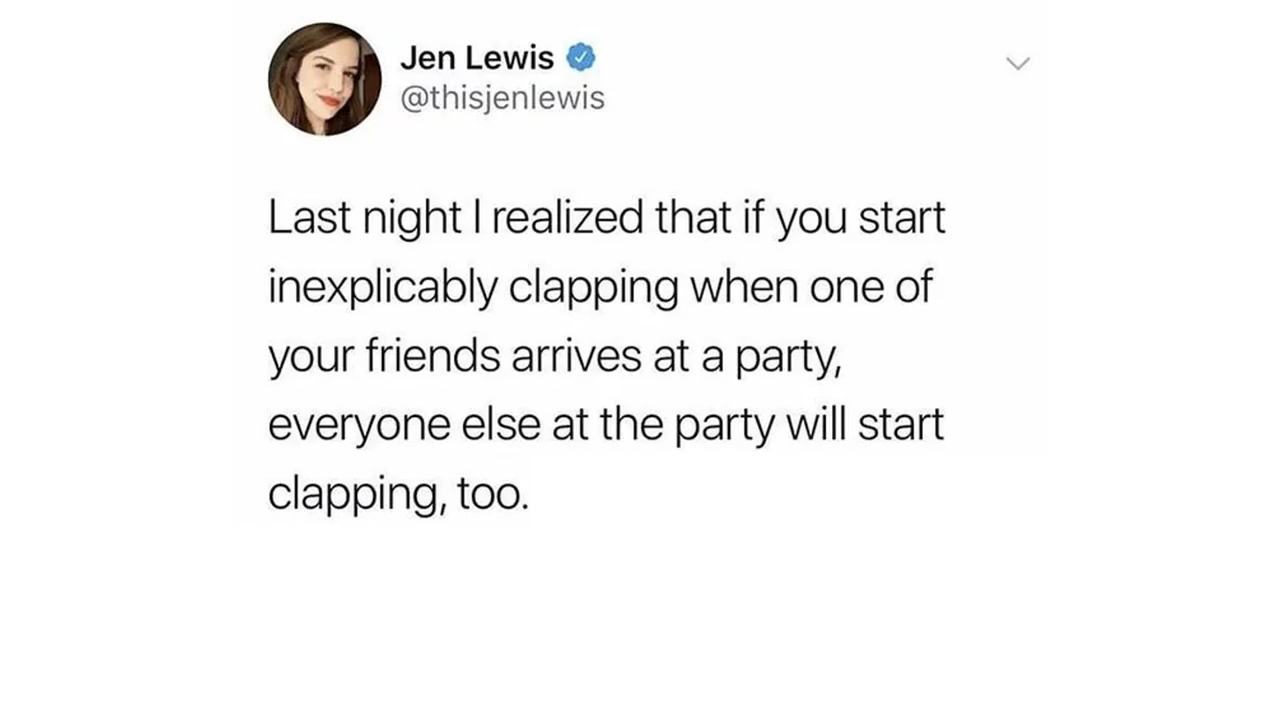 Jen Lewis
@thisjenlewis
Last night I realized that if you start
inexplicably clapping when one of
your friends arrives at a party,
everyone else at the party will start
clapping, too.